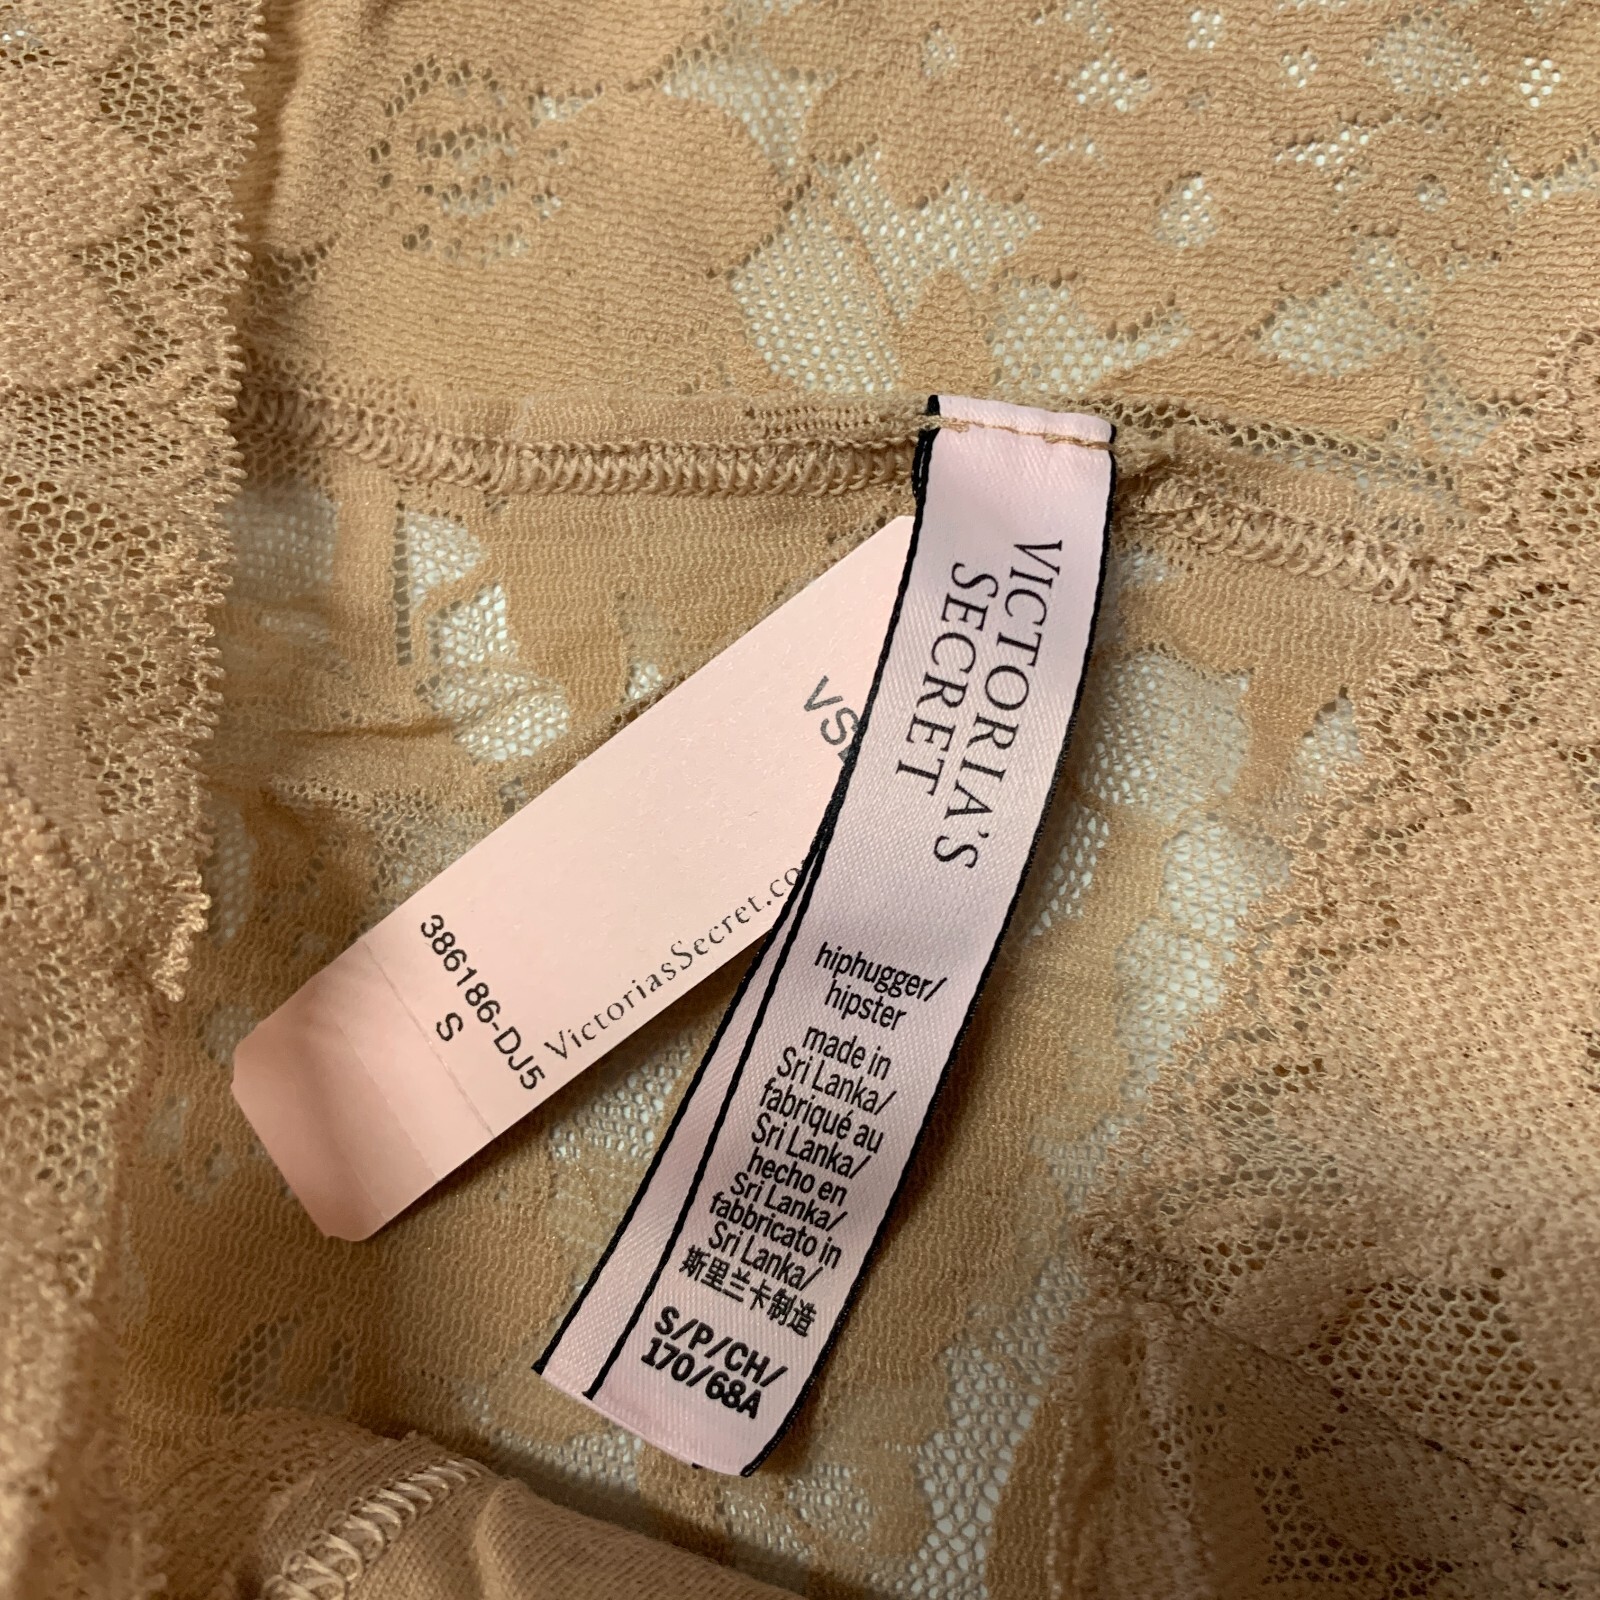 VICTORIA'S
SECRET
hiphugger/
hipster
made in
Sri Lanka/
fabriqué au
Sri Lanka/
hecho en
Sri Lanka/
fabbricato in
Sri Lanka/
斯里兰卡制造
S/P/CH/
170/68A
VictoriasSecret.co
386186-DJ5
S